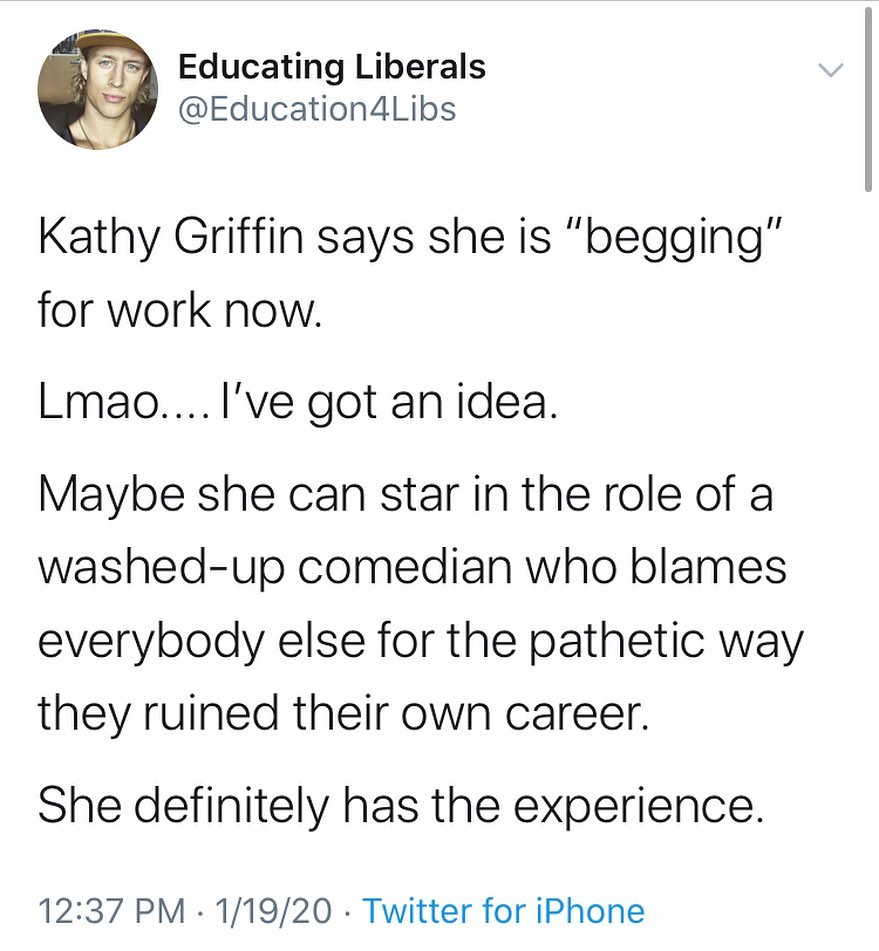 Educating Liberals
@Education4Libs
Kathy Griffin says she is “begging”
for work now.
Lmao.... I’ve got an idea.
Maybe she can star in the role of a
washed-up comedian who blames
everybody else for the pathetic way
they ruined their own career.
She definitely has the experience.
12:37 PM · 1/19/20 · Twitter for iPhone